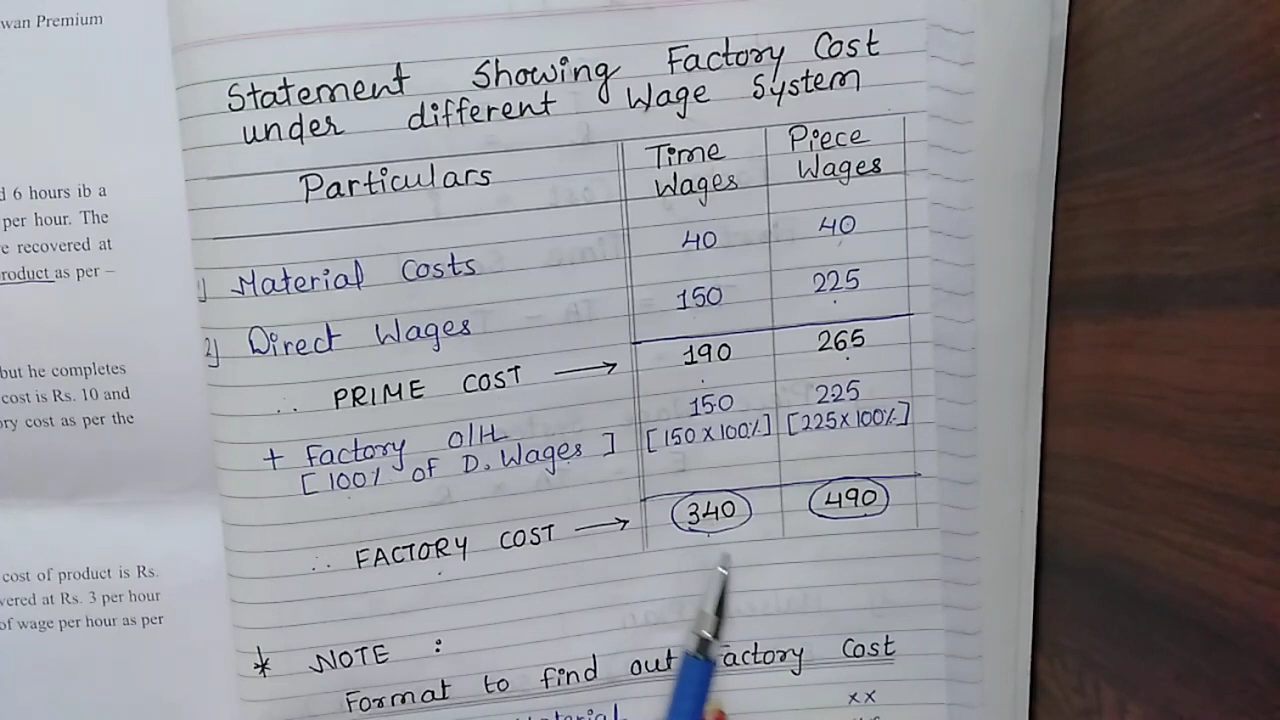 wan Premium
d 6 hours ib a
per hour. The
e recovered at
roduct as per –
but he completes
cost is Rs. 10 and
ory cost as per the
cost of product is Rs.
vered at Rs. 3 per hour
of wage per hour as per
Statement Showing Factory Cost
under different Wage System
Particulars Time Wages Piece Wages
1) Material Costs 40 40
2) Direct Wages 150 225
∴ PRIME COST → 190 265
+ Factory O/H 150 225
[100% of D. Wages] [150 X 100%] [225 X 100%]
∴ FACTORY COST → 340 490
* NOTE :
Format to find out Factory Cost
xx